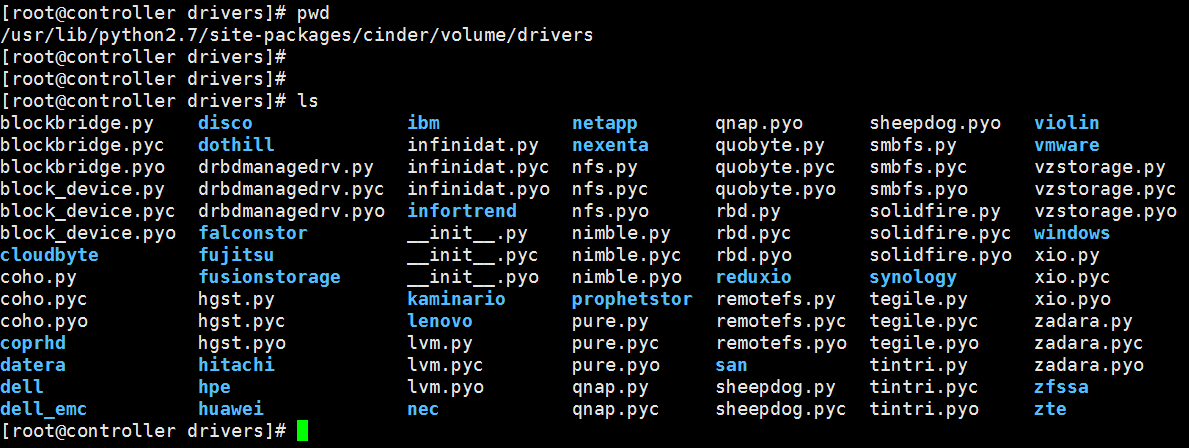 [root@controller drivers]# pwd
/usr/lib/python2.7/site-packages/cinder/volume/drivers
[root@controller drivers]#
[root@controller drivers]#
[root@controller drivers]# ls
blockbridge.py disco ibm netapp qnap.pyo sheepdog.pyo violin
blockbridge.pyc dothill infinidat.py nexenta quobyte.py smbfs.py vmware
blockbridge.pyo drbdmanagedrv.py infinidat.pyc nfs.py quobyte.pyc smbfs.pyc vzstorage.py
block_device.py drbdmanagedrv.pyc infinidat.pyo nfs.pyc quobyte.pyo smbfs.pyo vzstorage.pyc
block_device.pyc drbdmanagedrv.pyo infortrend nfs.pyo rbd.py solidfire.py vzstorage.pyo
block_device.pyo falconstor __init__.py nimble.py rbd.pyc solidfire.pyc windows
cloudbyte fujitsu __init__.pyc nimble.pyc rbd.pyo solidfire.pyo xio.py
coho.py fusionstorage __init__.pyo nimble.pyo reduxio synology xio.pyc
coho.pyc hgst.py kaminario prophetstor remotefs.py tegile.py xio.pyo
coho.pyo hgst.pyc lenovo pure.py remotefs.pyc tegile.pyc zadara.py
coprhd hgst.pyo lvm.py pure.pyc remotefs.pyo tegile.pyo zadara.pyc
datera hitachi lvm.pyc pure.pyo san tintri.py zadara.pyo
dell hpe lvm.pyo qnap.py sheepdog.py tintri.pyc zfssa
dell_emc huawei nec qnap.pyc sheepdog.pyc tintri.pyo zte
[root@controller drivers]#